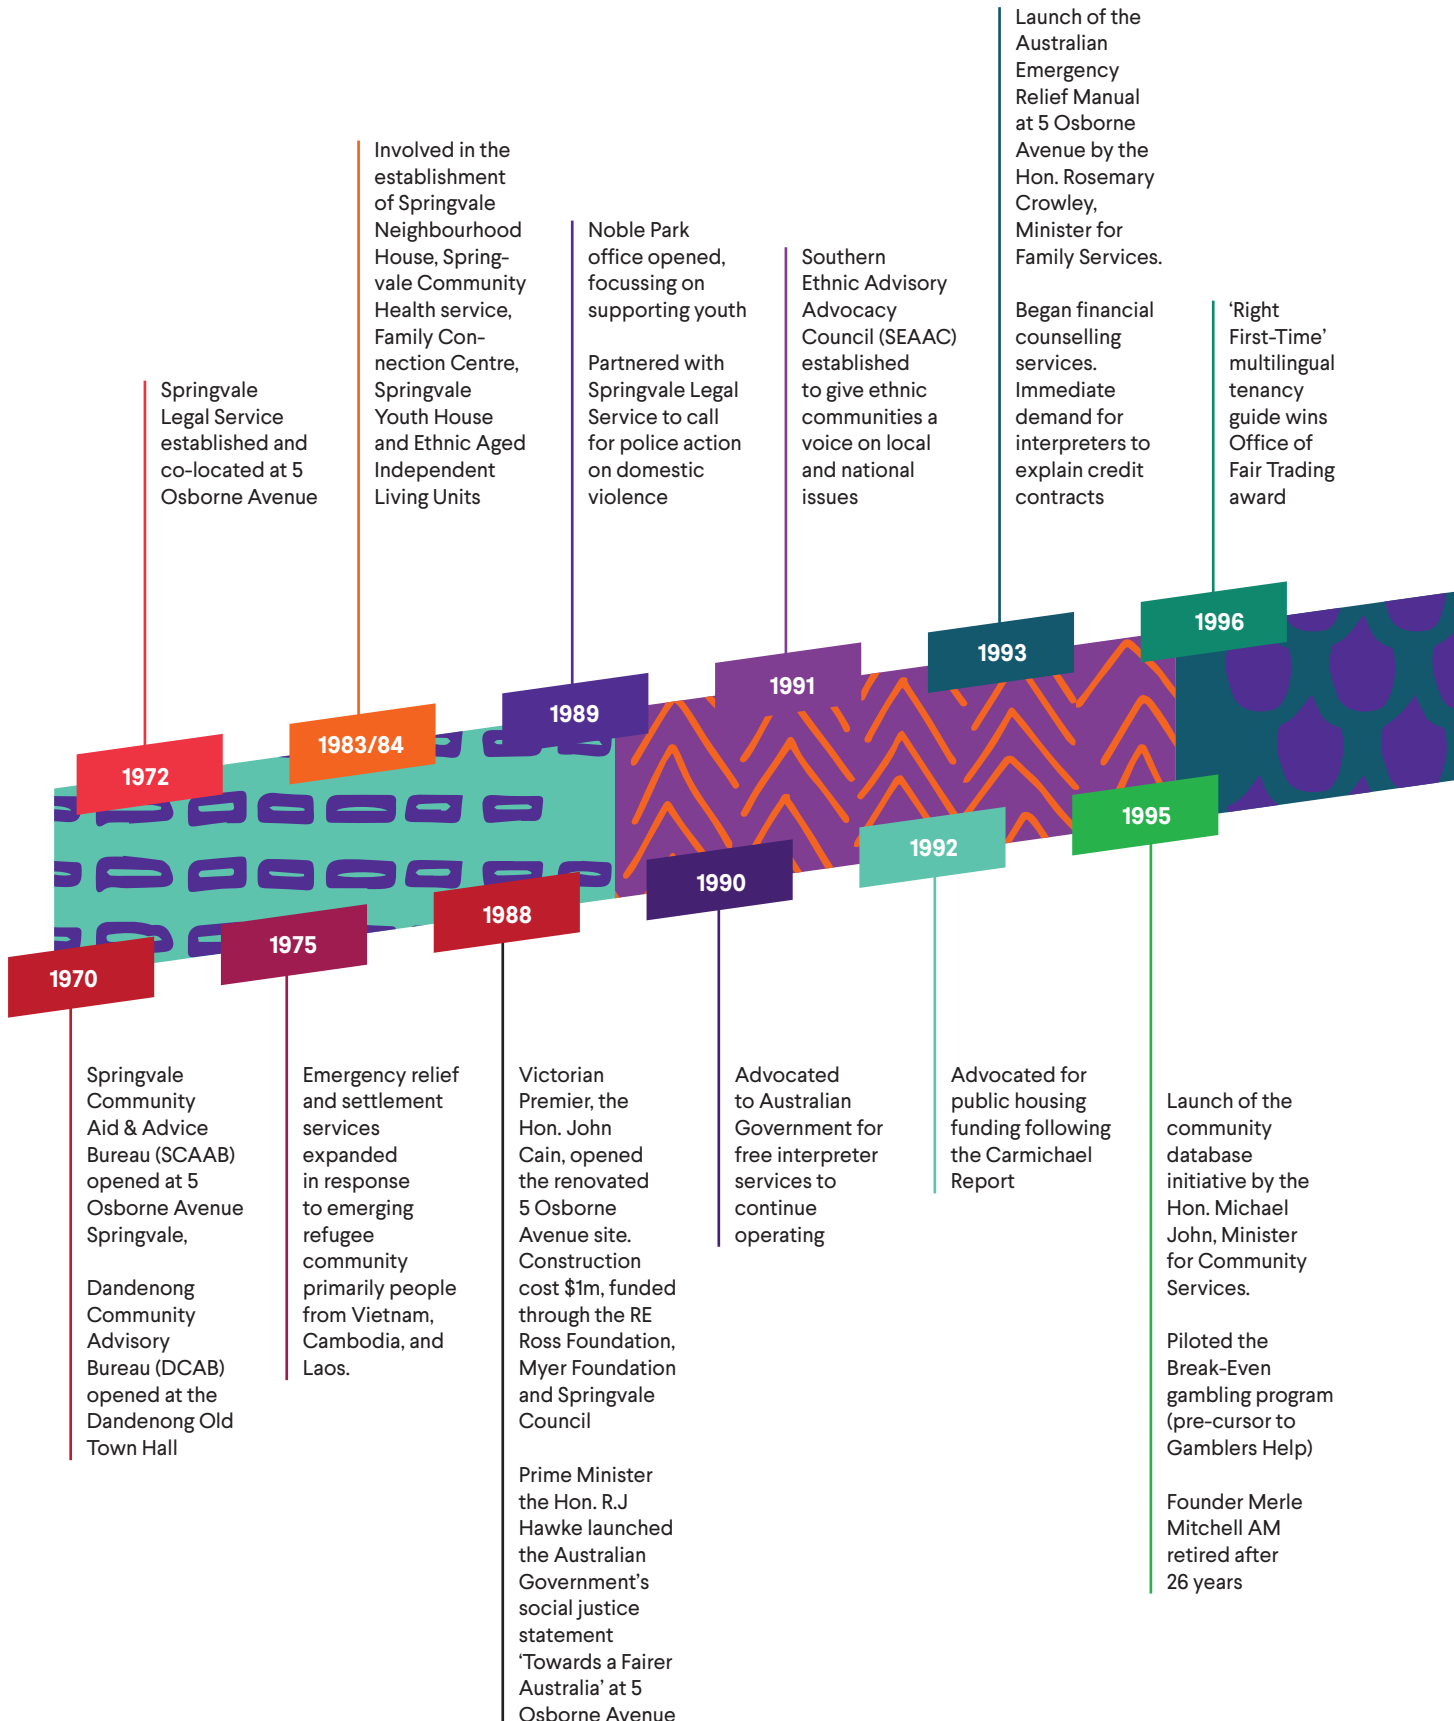 Launch of the
Australian
Emergency
Relief Manual
at 5 Osborne
Avenue by the
Hon. Rosemary
Crowley,
Minister for
Family Services.
Began financial
counselling
services.
Immediate
demand for
interpreters to
explain credit
contracts
Involved in the
establishment
of Springvale
Neighbourhood
House, Spring-
vale Community
Health service,
Family Con-
nection Centre,
Springvale
Youth House
and Ethnic Aged
Independent
Living Units
Noble Park
office opened,
focussing on
supporting youth
Partnered with
Springvale Legal
Service to call
for police action
on domestic
violence
Southern
Ethnic Advisory
Advocacy
Council (SEAAC)
established
to give ethnic
communities a
voice on local
and national
issues
‘Right
First-Time’
multilingual
tenancy
guide wins
Office of
Fair Trading
award
Springvale
Legal Service
established and
co-located at 5
Osborne Avenue
1972
1983/84
1989
1991
1993
1996
1970
1975
1988
1990
1992
1995
Springvale
Community
Aid & Advice
Bureau (SCAAB)
opened at 5
Osborne Avenue
Springvale,
Dandenong
Community
Advisory
Bureau (DCAB)
opened at the
Dandenong Old
Town Hall
Emergency relief
and settlement
services
expanded
in response
to emerging
refugee
community
primarily people
from Vietnam,
Cambodia, and
Laos.
Victorian
Premier, the
Hon. John
Cain, opened
the renovated
5 Osborne
Avenue site.
Construction
cost $1m, funded
through the RE
Ross Foundation,
Myer Foundation
and Springvale
Council
Prime Minister
the Hon. R.J
Hawke launched
the Australian
Government’s
social justice
statement
‘Towards a Fairer
Australia’ at 5
Osborne Avenue
Advocated
to Australian
Government for
free interpreter
services to
continue
operating
Advocated for
public housing
funding following
the Carmichael
Report
Launch of the
community
database
initiative by the
Hon. Michael
John, Minister
for Community
Services.
Piloted the
Break-Even
gambling program
(pre-cursor to
Gamblers Help)
Founder Merle
Mitchell AM
retired after
26 years